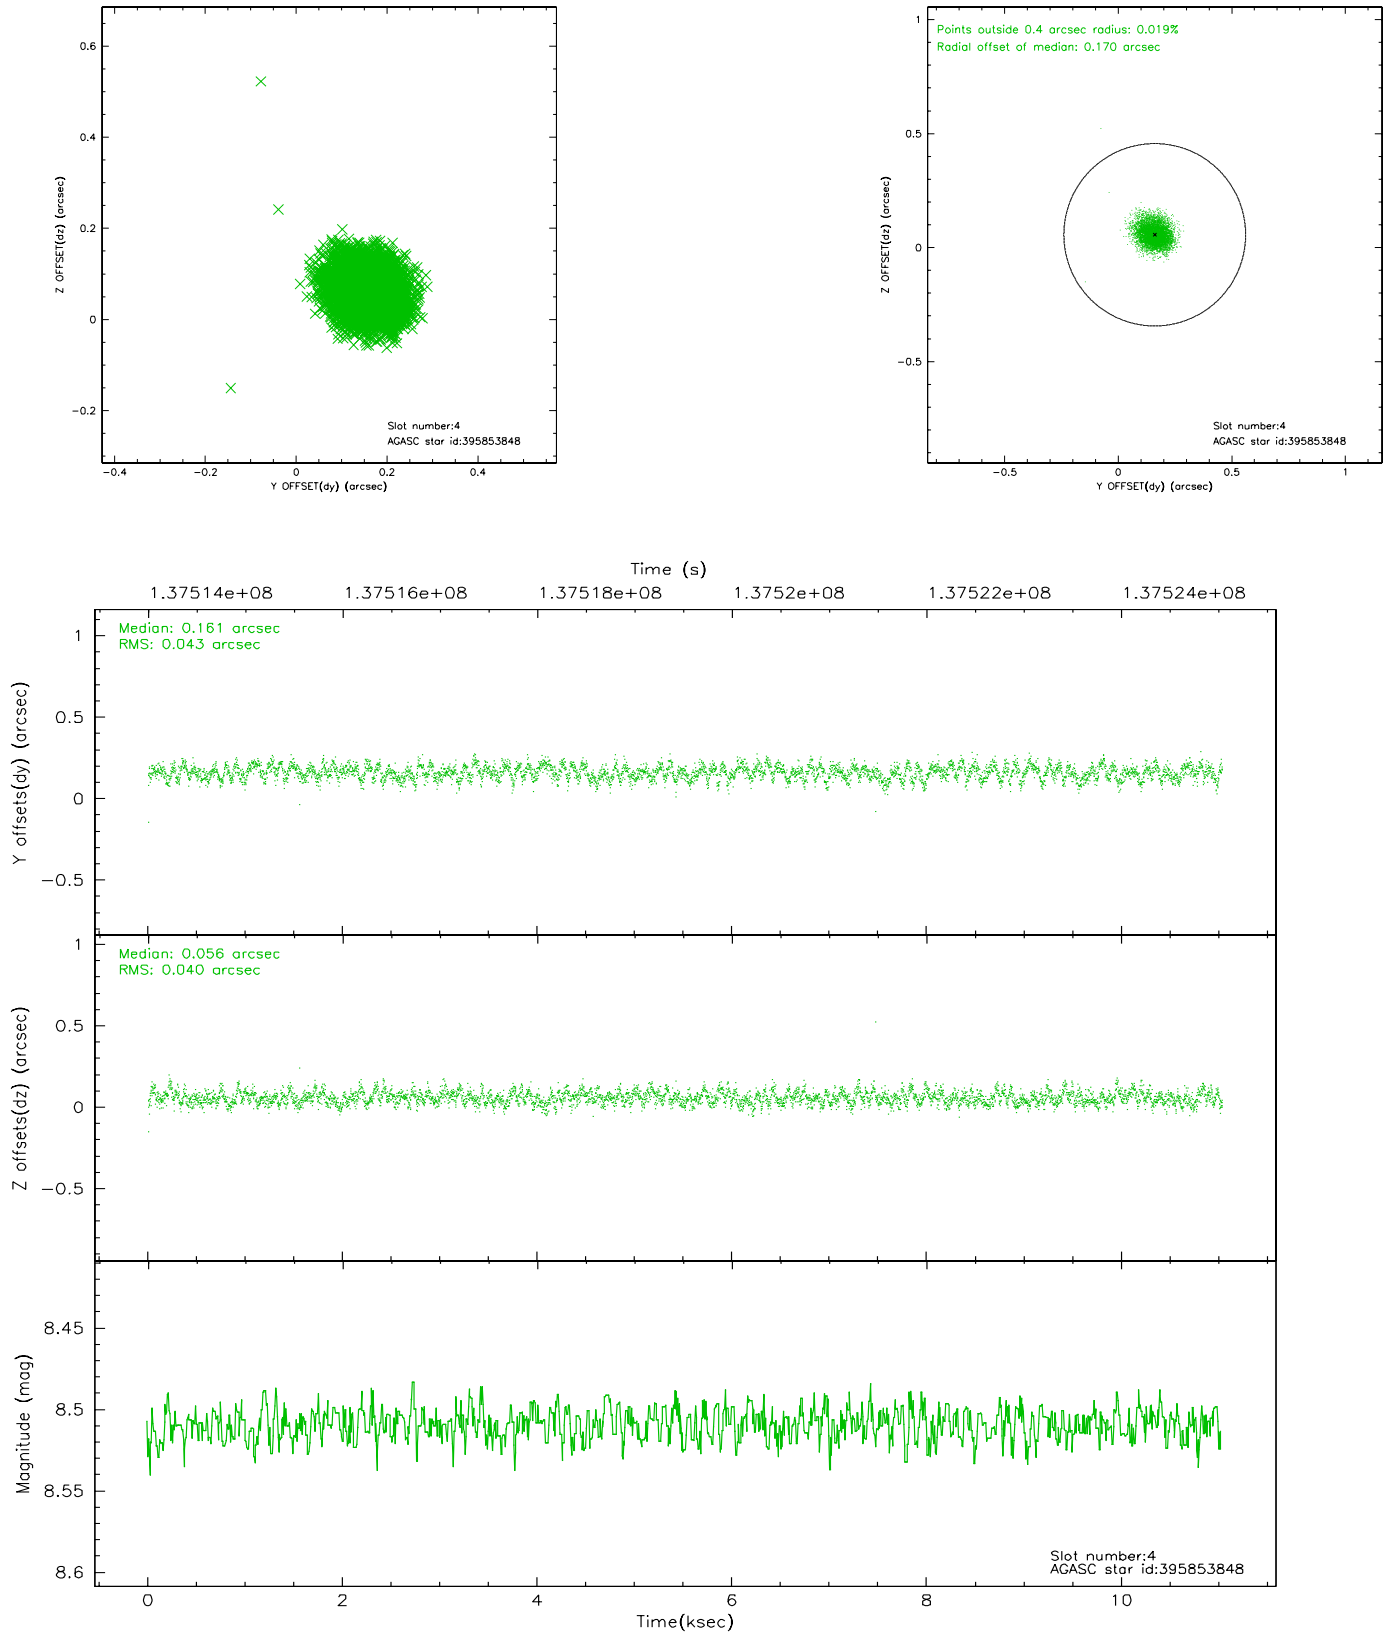 0.6
0.4
0.2
0
−0.2
Z OFFSET(dz) (arcsec)
−0.4
−0.2
0
0.2
0.4
Y OFFSET(dy) (arcsec)
Slot number:4
AGASC star id:395853848
Points outside 0.4 arcsec radius: 0.019%
Radial offset of median: 0.170 arcsec
1
0.5
0
−0.5
Z OFFSET(dz) (arcsec)
−0.5
0
0.5
1
Y OFFSET(dy) (arcsec)
Slot number:4
AGASC star id:395853848
Time (s)
1.37514e+08
1.37516e+08
1.37518e+08
1.3752e+08
1.37522e+08
1.37524e+08
Median: 0.161 arcsec
RMS: 0.043 arcsec
1
0.5
0
−0.5
Y offsets(dy) (arcsec)
Median: 0.056 arcsec
RMS: 0.040 arcsec
1
0.5
0
−0.5
Z offsets(dz) (arcsec)
8.45
8.5
8.55
8.6
Magnitude (mag)
Slot number:4
AGASC star id:395853848
0
2
4
6
8
10
Time(ksec)